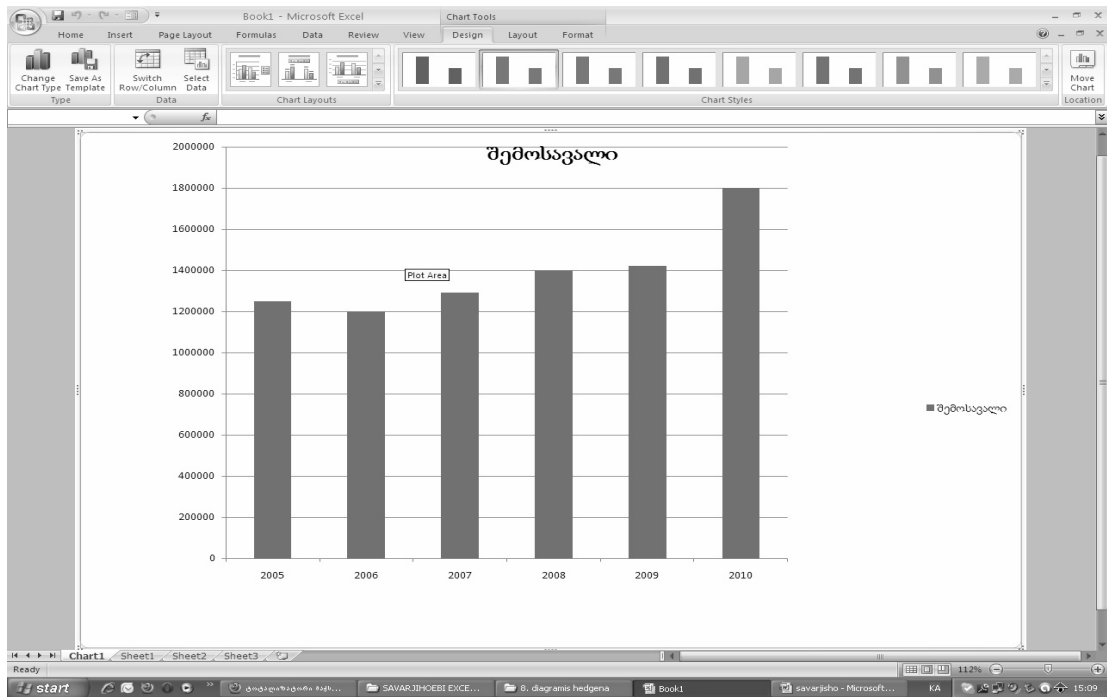 Book1 - Microsoft Excel
Chart Tools
Home Insert Page Layout Formulas Data Review View Design Layout Format
Change Chart Type
Save As Template
Switch Row/Column
Select Data
Move Chart
Type Data Chart Layouts Chart Styles Location
fx
შემოსავალი
2000000
1800000
1600000
1400000
Plot Area
1200000
1000000
800000
შემოსავალი
600000
400000
200000
0
2005 2006 2007 2008 2009 2010
Chart1 Sheet1 Sheet2 Sheet3
Ready
112%
start
SAVARJIHOEBI EXCE...
8. diagramis hedgena
Book1
savarjisho - Microsoft...
KA
15:09